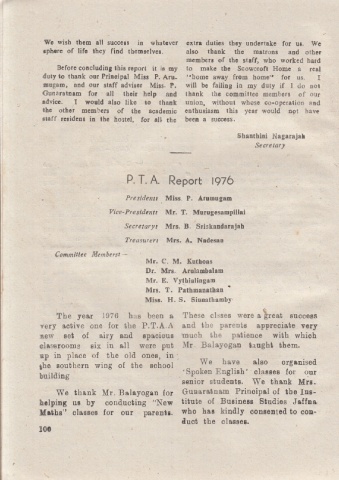 We wish them all success in whatever
sphere of life they find themselves.
Before concluding this report it is my
duty to thank our Principal Miss P. Aru-
mugam, and our staff adviser Miss P.
Gunaratnam for all their help and
advice. I would also like to thank
the other members of the academic
staff resident in the hostel, for all the
extra duties they undertake for us. We
also thank the matrons and other
members of the staff, who worked hard
to make the Scowcroft Home a real
"home away from home" for us. I
will be failing in my duty if I do not
thank the committee members of our
union, without whose co-operation and
enthusiasm this year would not have
been a success.
Shanthini Nagarajah
Secretary
P.T.A. Report 1976
President: Miss P. Arumugam
Vice-President: Mr. T. Murugesampillai
Secretary: Mrs. B. Sriskandarajah
Treasurer: Mrs. A. Nadesan
Committee Members: -
Mr. C. M. Kathoas
Dr. Mrs. Arulambalam
Mr. E. Vythialingam
Mrs. T. Pathmanathan
Miss. H. S. Sinnathamby
The year 1976 has been a
very active one for the P.T.A. A
new set of airy and spacious
classrooms six in all were put
up in place of the old ones, in
the southern wing of the school
building
We thank Mr. Balayogan for
helping us by conducting "New
Maths" classes for our parents.
These classes were a great success
and the parents appreciate very
much the patience with which
Mr. Balayogan taught them.
We have also organised
'Spoken English' classes for our
senior students. We thank Mrs.
Gunaratnam Principal of the Ins-
titute of Business Studies Jaffna
who has kindly consented to con-
duct the classes.
100